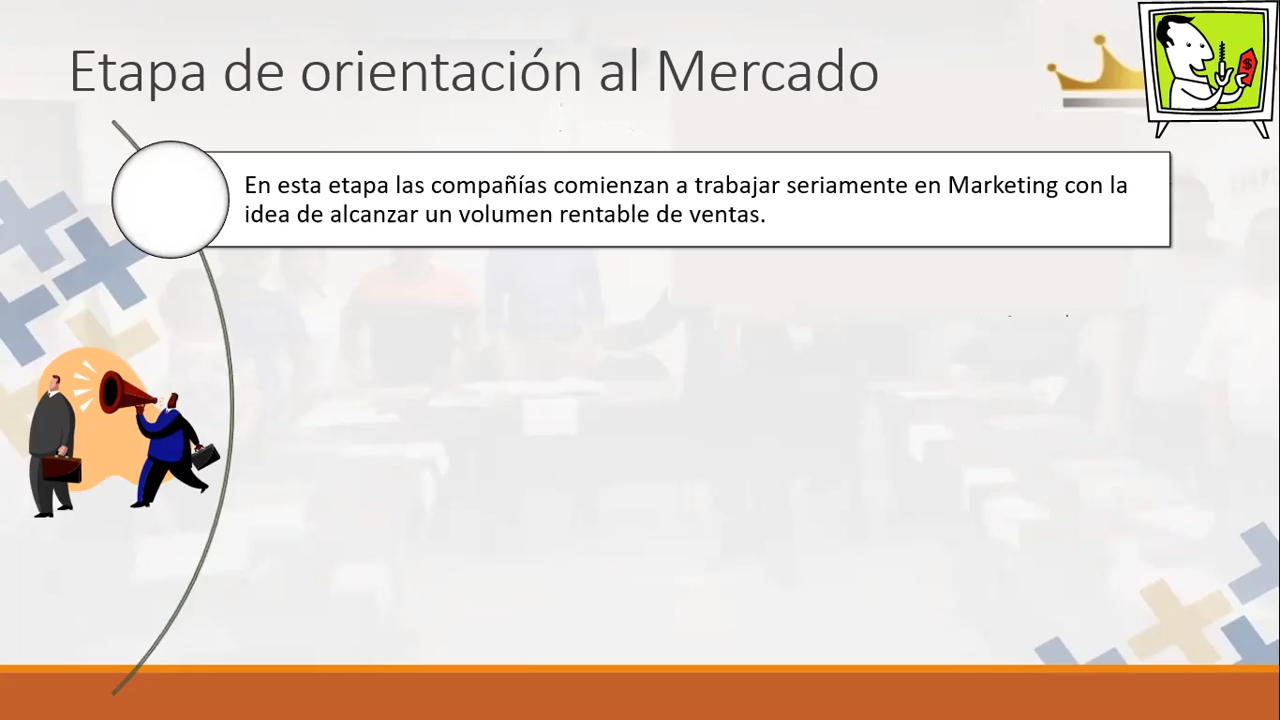 Etapa de orientación al Mercado
$
En esta etapa las compañías comienzan a trabajar seriamente en Marketing con la
idea de alcanzar un volumen rentable de ventas.